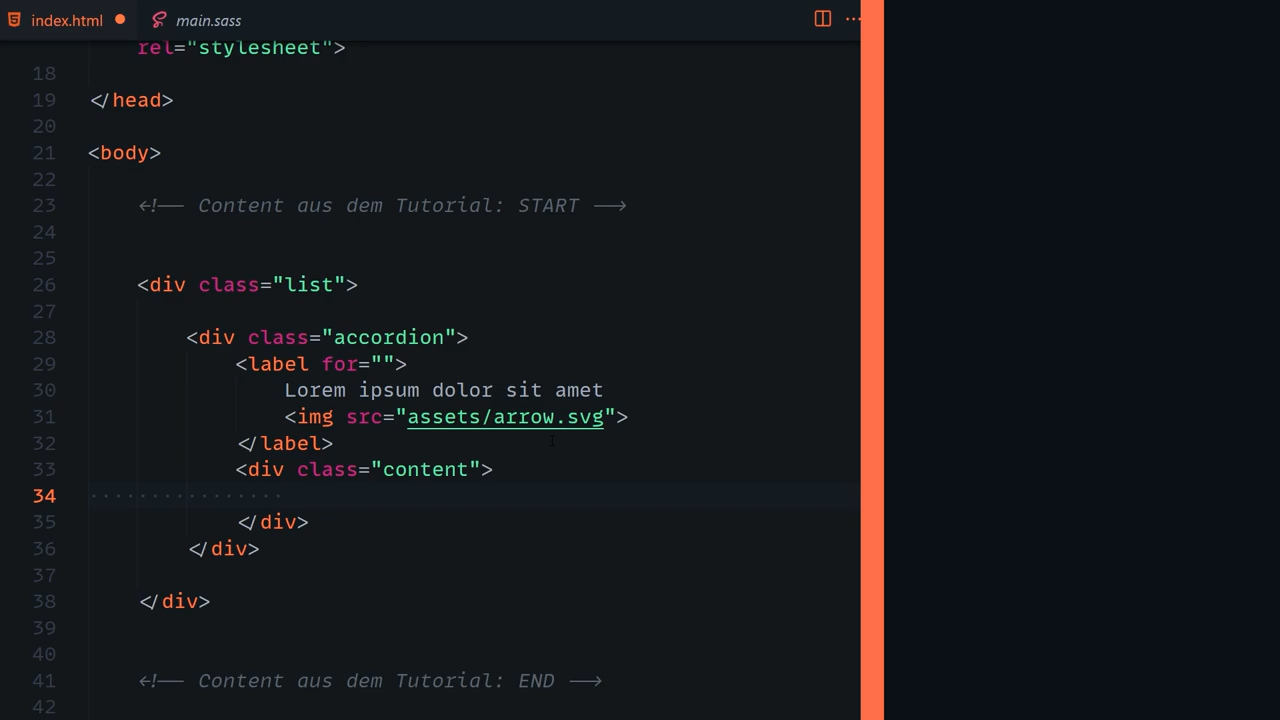 index.html main.sass
rel="stylesheet">
18
19 </head>
20
21 <body>
22
23 <!-- Content aus dem Tutorial: START -->
24
25
26 <div class="list">
27
28 <div class="accordion">
29 <label for="">
30 Lorem ipsum dolor sit amet
31 <img src="assets/arrow.svg">
32 </label>
33 <div class="content">
34
35 </div>
36 </div>
37
38 </div>
39
40
41 <!-- Content aus dem Tutorial: END -->
42